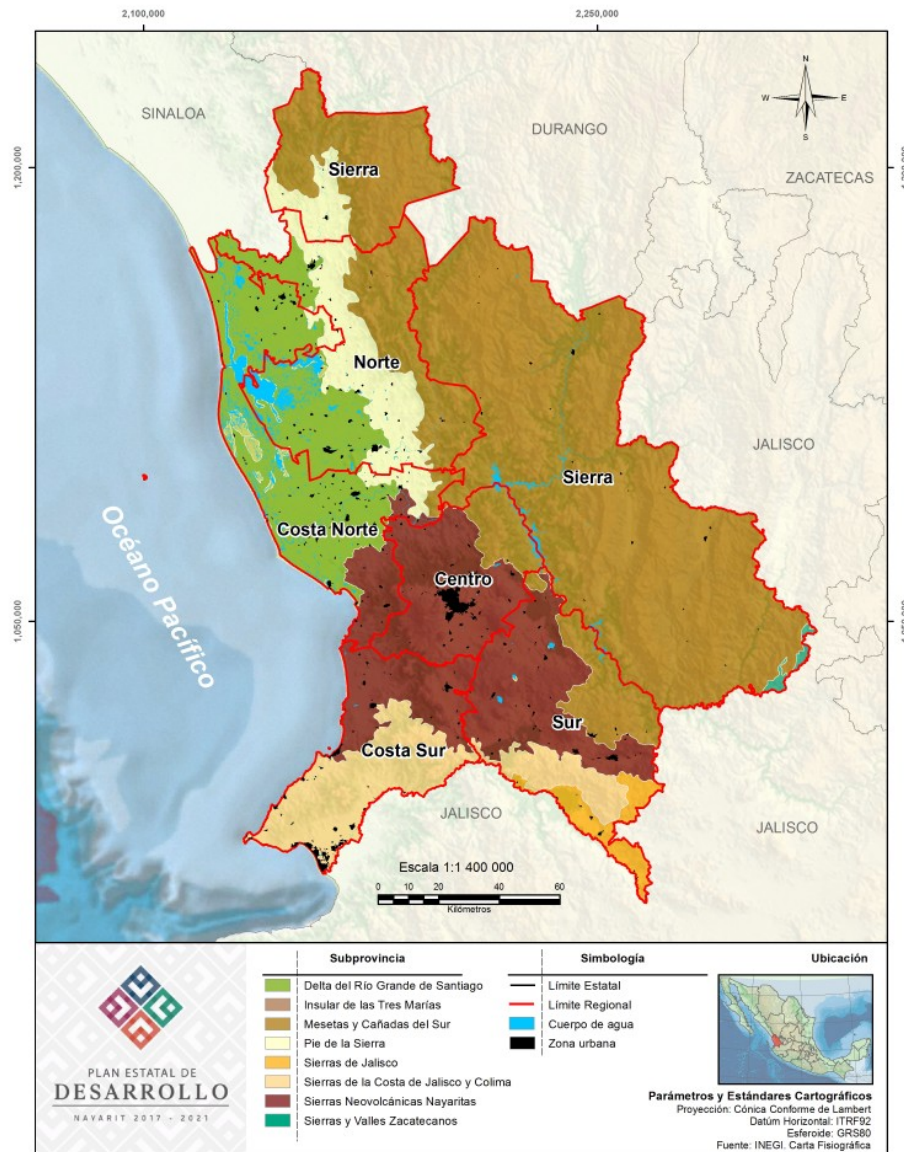 2,100,000
2,250,000
N
W
E
S
SINALOA
DURANGO
ZACATECAS
1,200,000
Sierra
Norte
JALISCO
Sierra
Costa Norte
Océano Pacífico
Centro
1,050,000
Sur
Costa Sur
JALISCO
JALISCO
Escala 1:1 400 000
0 5 10 20 40 60
Kilómetros
PLAN ESTATAL DE
DESARROLLO
NAYARIT 2017 - 2021
Subprovincia
Delta del Río Grande de Santiago
Insular de las Tres Marías
Mesetas y Cañadas del Sur
Pie de la Sierra
Sierras de Jalisco
Sierras de la Costa de Jalisco y Colima
Sierras Neovolcánicas Nayaritas
Sierras y Valles Zacatecanos
Simbología
Límite Estatal
Límite Regional
Cuerpo de agua
Zona urbana
Ubicación
Parámetros y Estándares Cartográficos
Proyección: Cónica Conforme de Lambert
Datúm Horizontal: ITRF92
Esferoide: GRS80
Fuente: INEGI. Carta Fisiográfica